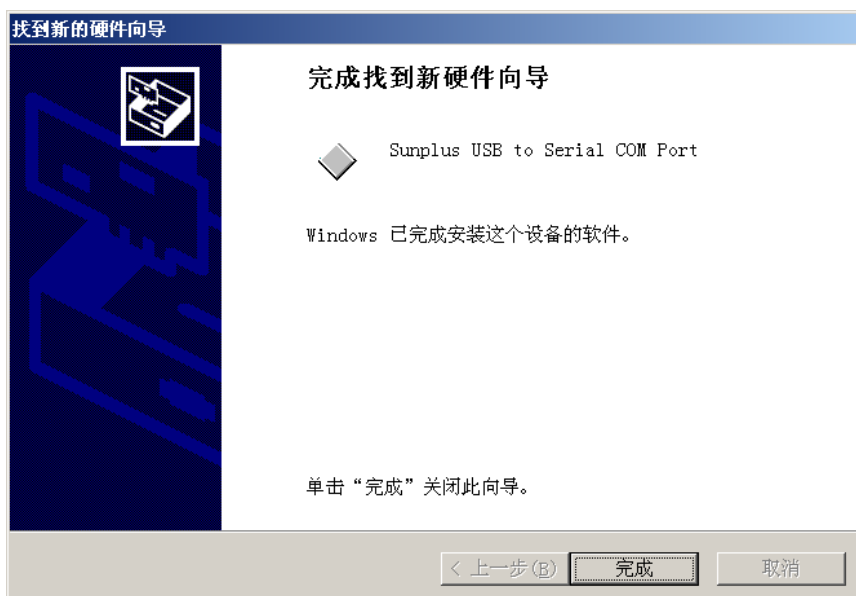 找到新的硬件向导
完成找到新硬件向导
Sunplus USB to Serial COM Port
Windows 已完成安装这个设备的软件。
单击“完成”关闭此向导。
< 上一步(B)
完成
取消